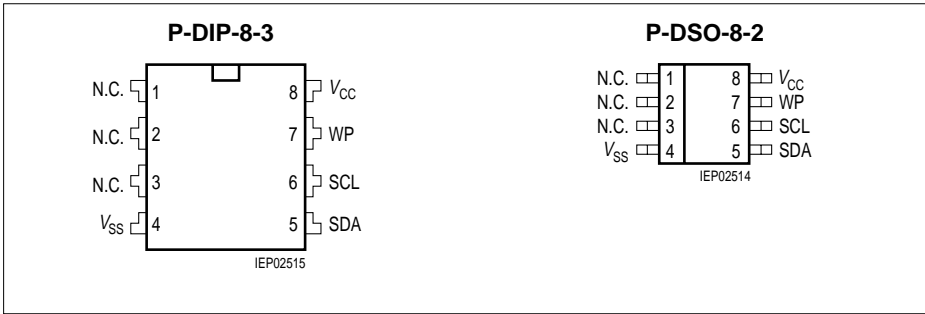 P-DIP-8-3
N.C. 1 8 VCC
N.C. 2 7 WP
N.C. 3 6 SCL
VSS 4 5 SDA
IEP02515
P-DSO-8-2
N.C. 1 8 VCC
N.C. 2 7 WP
N.C. 3 6 SCL
VSS 4 5 SDA
IEP02514